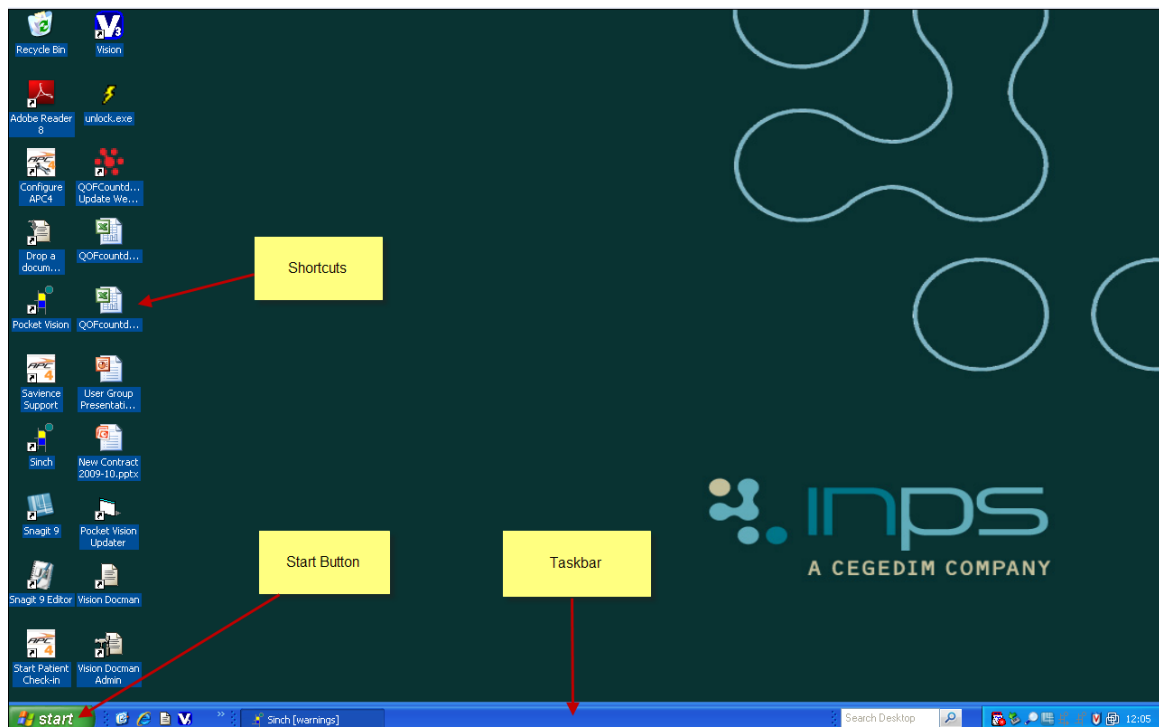 Recycle Bin
Vision
Adobe Reader
8
unlock.exe
Configure
APC4
QOFCountd...
Update We...
Drop a
docum...
QOFcountd...
Pocket Vision
QOFcountd...
Shortcuts
Savience
Support
User Group
Presentati...
Sinch
New Contract
2009-10.pptx
Snagit 9
Pocket Vision
Updater
Snagit 9 Editor
Vision Docman
Start Patient
Check-in
Vision Docman
Admin
Start Button
Taskbar
INPS
A CEGEDIM COMPANY
start
Sinch [warnings]
Search Desktop
12:05